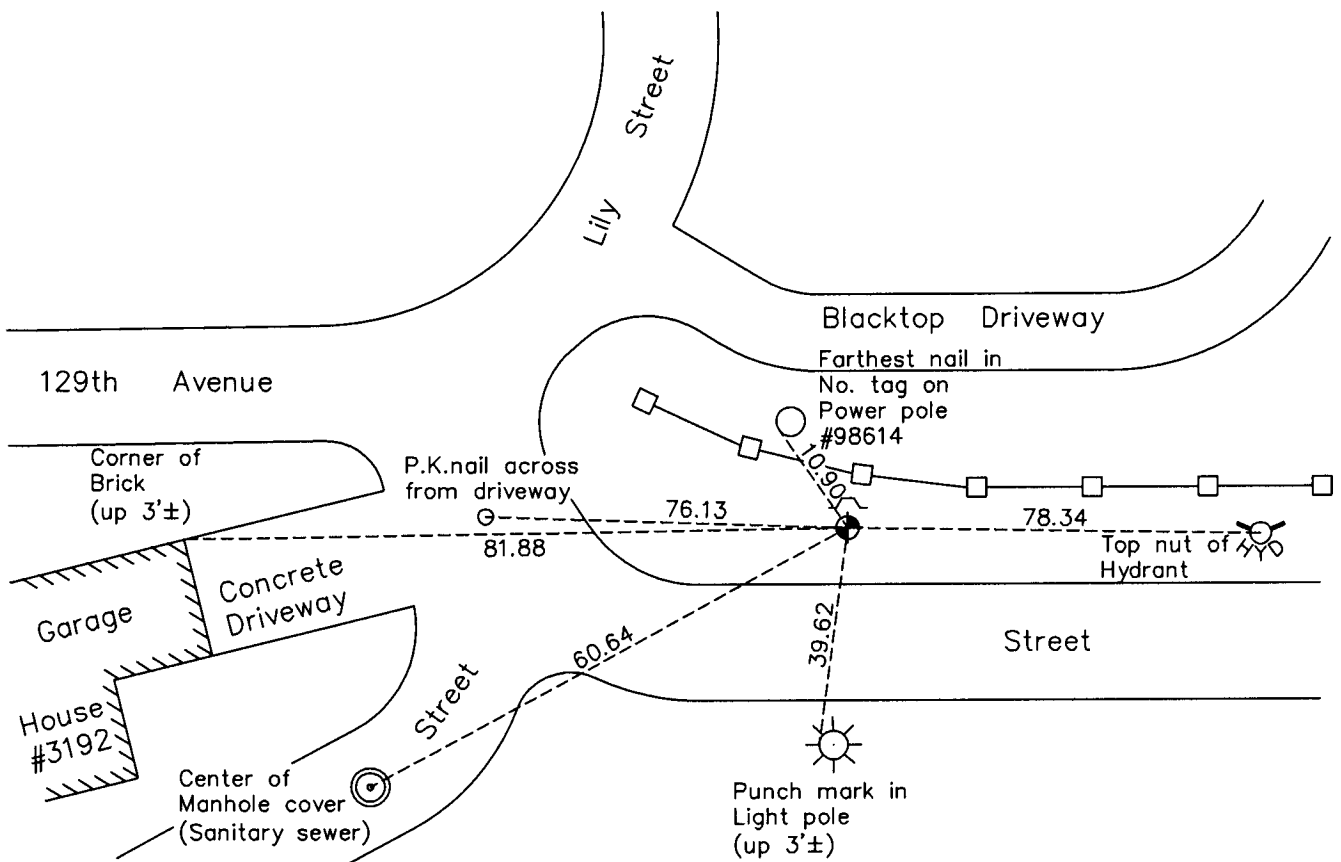 Lily Street
Blacktop Driveway
129th Avenue
Farthest nail in
No. tag on
Power pole
#98614
Corner of
Brick
(up 3'±)
P.K.nail across
from driveway
10.90
76.13
78.34
81.88
Top nut of
Hydrant
HYD
Concrete
Driveway
Garage
39.62
60.64
Street
Street
House
#3192
Center of
Manhole cover
(Sanitary sewer)
Punch mark in
Light pole
(up 3'±)